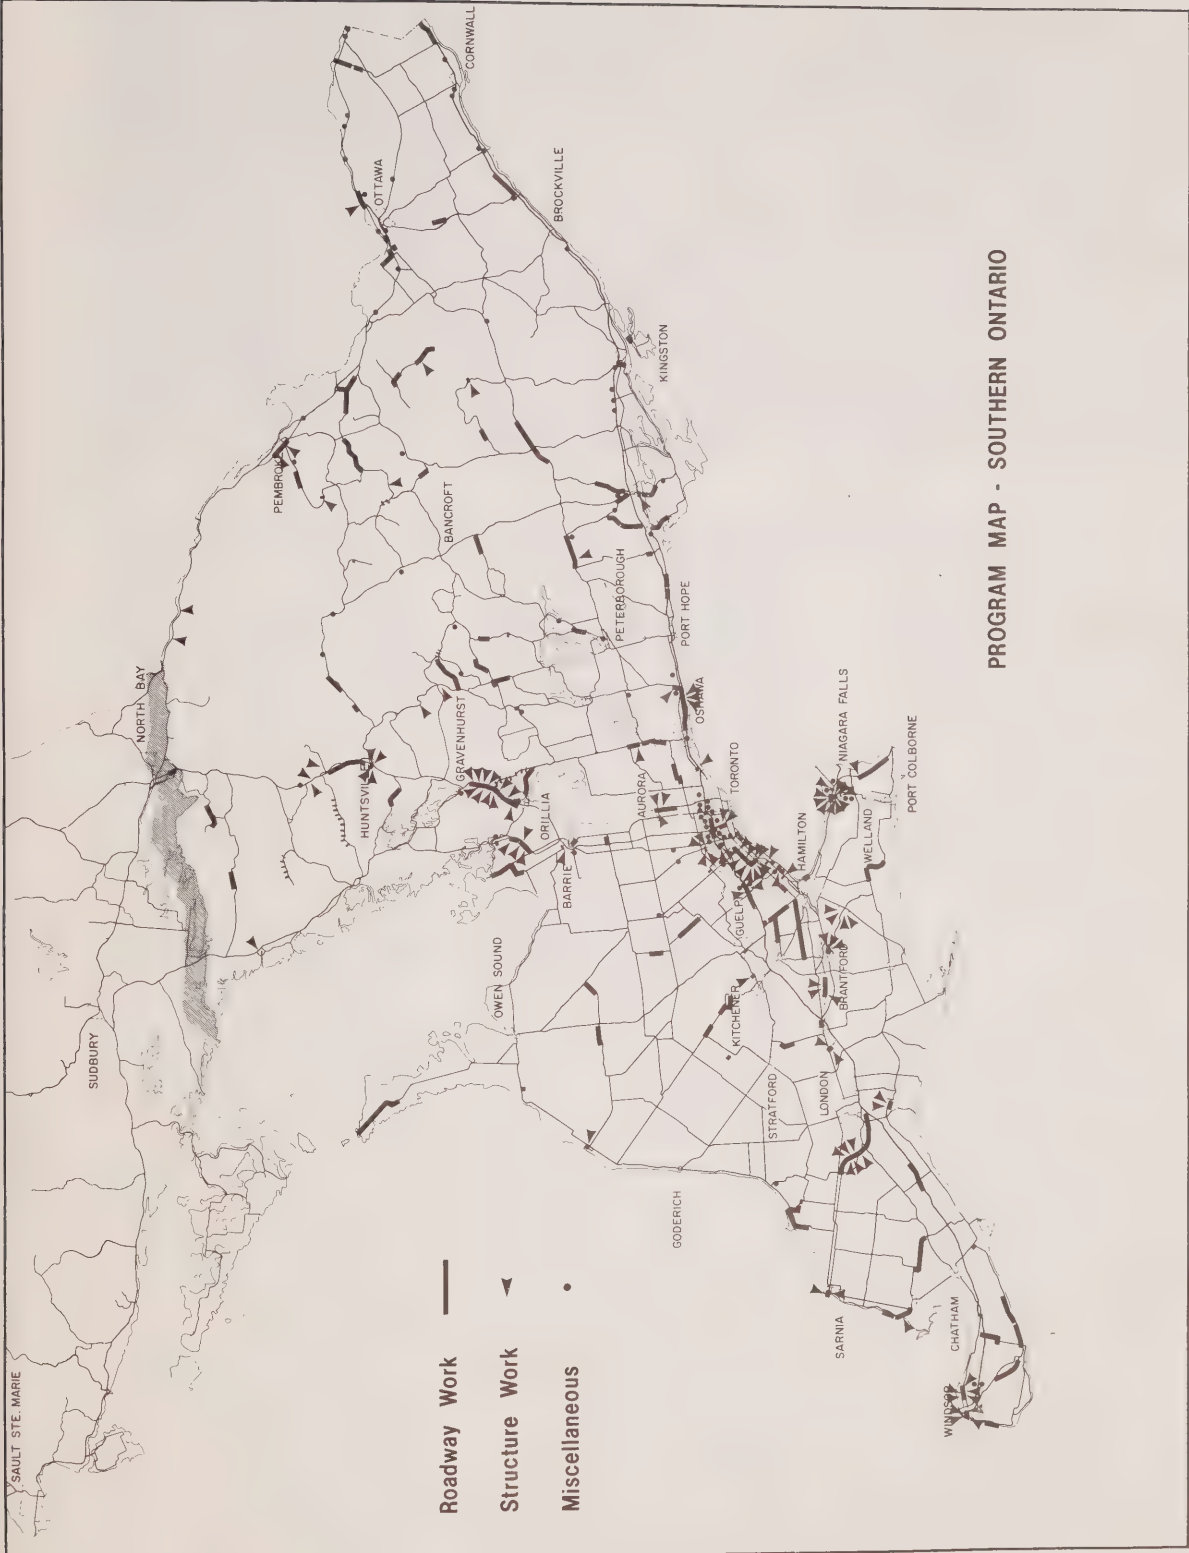 SAULT STE. MARIE
SUDBURY
NORTH BAY
PEMBROKE
OTTAWA
CORNWALL
HUNTSVILLE
BANCROFT
BROCKVILLE
GRAVENHURST
ORILLIA
BARRIE
OWEN SOUND
AURORA
PETERBOROUGH
KINGSTON
PORT HOPE
OSHAWA
TORONTO
GODERICH
KITCHENER
GUELPH
HAMILTON
NIAGARA FALLS
STRATFORD
LONDON
BRANTFORD
WELLAND
PORT COLBORNE
SARNIA
CHATHAM
WINDSOR
Roadway Work
Structure Work
Miscellaneous
PROGRAM MAP - SOUTHERN ONTARIO